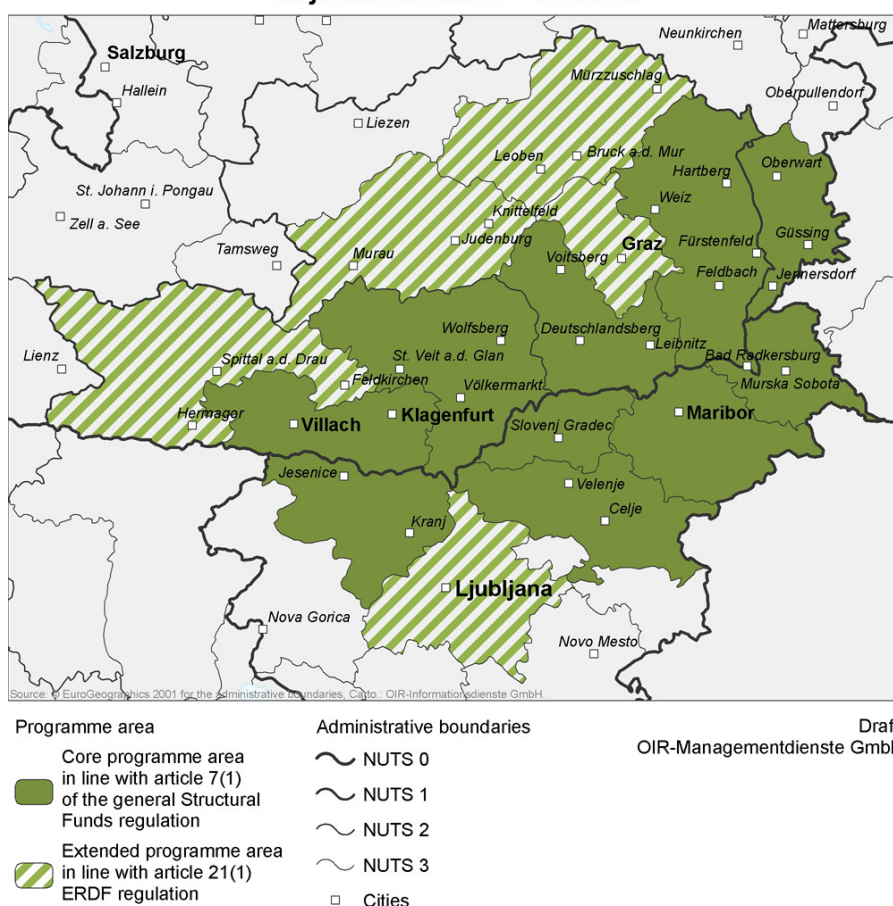 Neunkirchen
Mattersburg
Salzburg
Mürzzuschlag
Hallein
Oberpullendorf
Liezen
Leoben
Bruck a.d. Mur
Hartberg
Oberwart
St. Johann i. Pongau
Weiz
Zell a. See
Knittelfeld
Judenburg
Graz
Fürstenfeld
Güssing
Tamsweg
Murau
Voitsberg
Feldbach
Jennersdorf
Wolfsberg
Deutschlandsberg
Leibnitz
Lienz
Spittal a.d. Drau
St. Veit a.d. Glan
Bad Radkersburg
Feldkirchen
Völkermarkt
Murska Sobota
Hermagor
Villach
Klagenfurt
Slovenj Gradec
Maribor
Jesenice
Velenje
Kranj
Celje
Ljubljana
Nova Gorica
Novo Mesto
Source: © EuroGeographics 2001 for the administrative boundaries, Carto.: OIR-Informationsdienste GmbH.
Programme area
Core programme area
in line with article 7(1)
of the general Structural
Funds regulation
Extended programme area
in line with article 21(1)
ERDF regulation
Administrative boundaries
NUTS 0
NUTS 1
NUTS 2
NUTS 3
Cities
Draf
OIR-Managementdienste Gmb